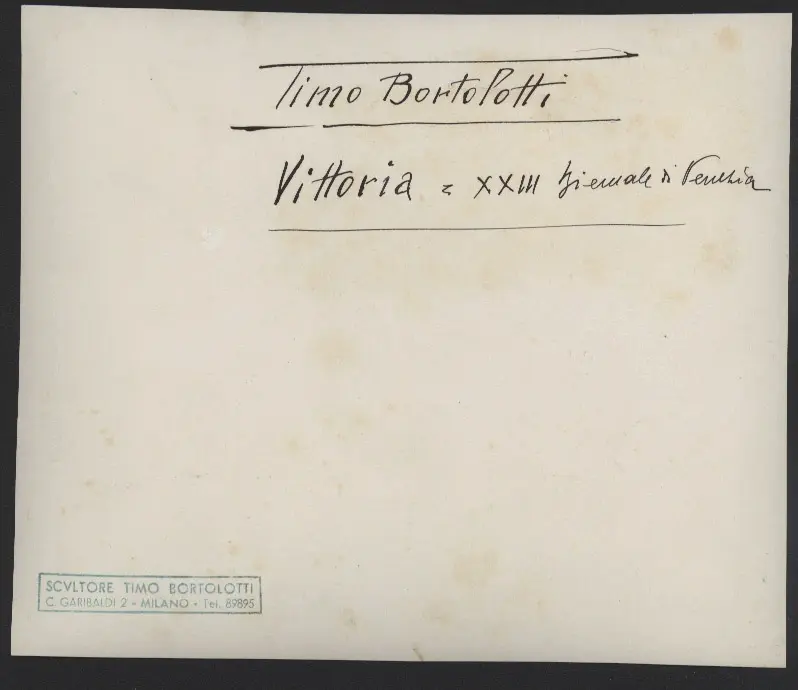 Timo Bortolotti
Vittoria = XXIII Biennale di Venezia
SCVLTORE TIMO BORTOLOTTI
C. GARIBALDI 2 - MILANO - Tel. 89895